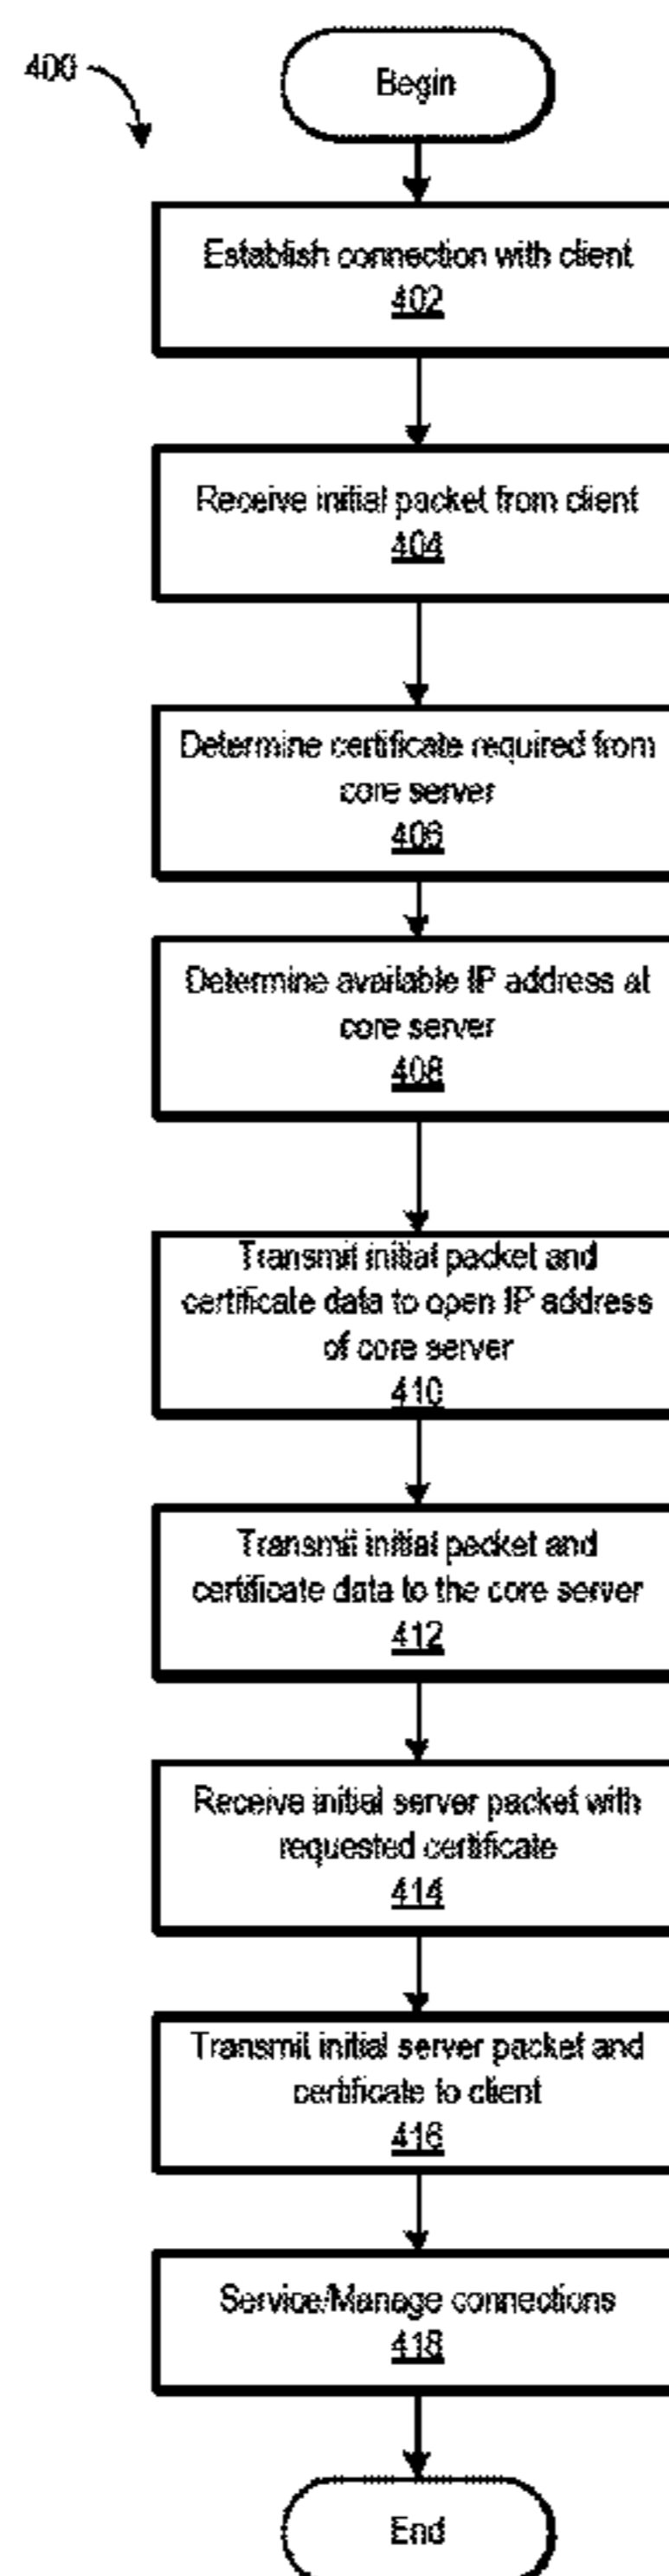 400
Begin
Establish connection with client
402
Receive initial packet from client
404
Determine certificate required from
core server
406
Determine available IP address at
core server
408
Transmit initial packet and
certificate data to open IP address
of core server
410
Transmit initial packet and
certificate data to the core server
412
Receive initial server packet with
requested certificate
414
Transmit initial server packet and
certificate to client
416
Service/Manage connections
418
End